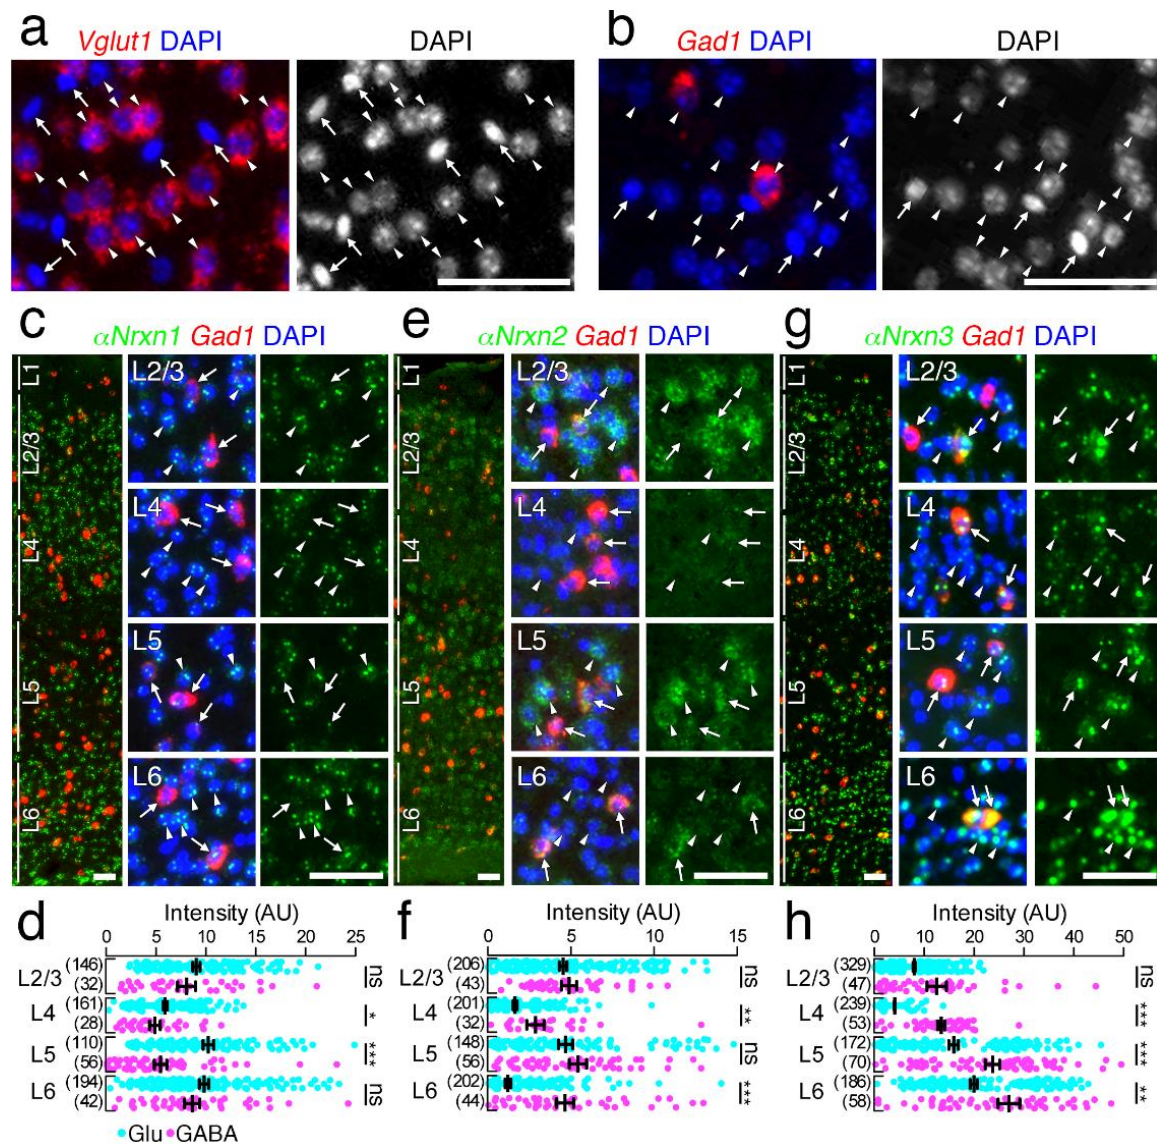 a
Vglut1 DAPI
DAPI
b
Gad1 DAPI
DAPI
c
αNrxn1 Gad1 DAPI
L1
L2/3
L4
L5
L6
L2/3
L4
L5
L6
e
αNrxn2 Gad1 DAPI
L1
L2/3
L4
L5
L6
L2/3
L4
L5
L6
g
αNrxn3 Gad1 DAPI
L1
L2/3
L4
L5
L6
L2/3
L4
L5
L6
d
Intensity (AU)
0 5 10 15 20 25
L2/3 (146) (32) ns
L4 (161) (28) *
L5 (110) (56) ***
L6 (194) (42) ns
Glu GABA
f
Intensity (AU)
0 5 10 15
L2/3 (206) (43) ns
L4 (201) (32) **
L5 (148) (56) ns
L6 (202) (44) ***
h
Intensity (AU)
0 10 20 30 40 50
L2/3 (329) (47) ns
L4 (239) (53) ***
L5 (172) (70) ***
L6 (186) (58) **